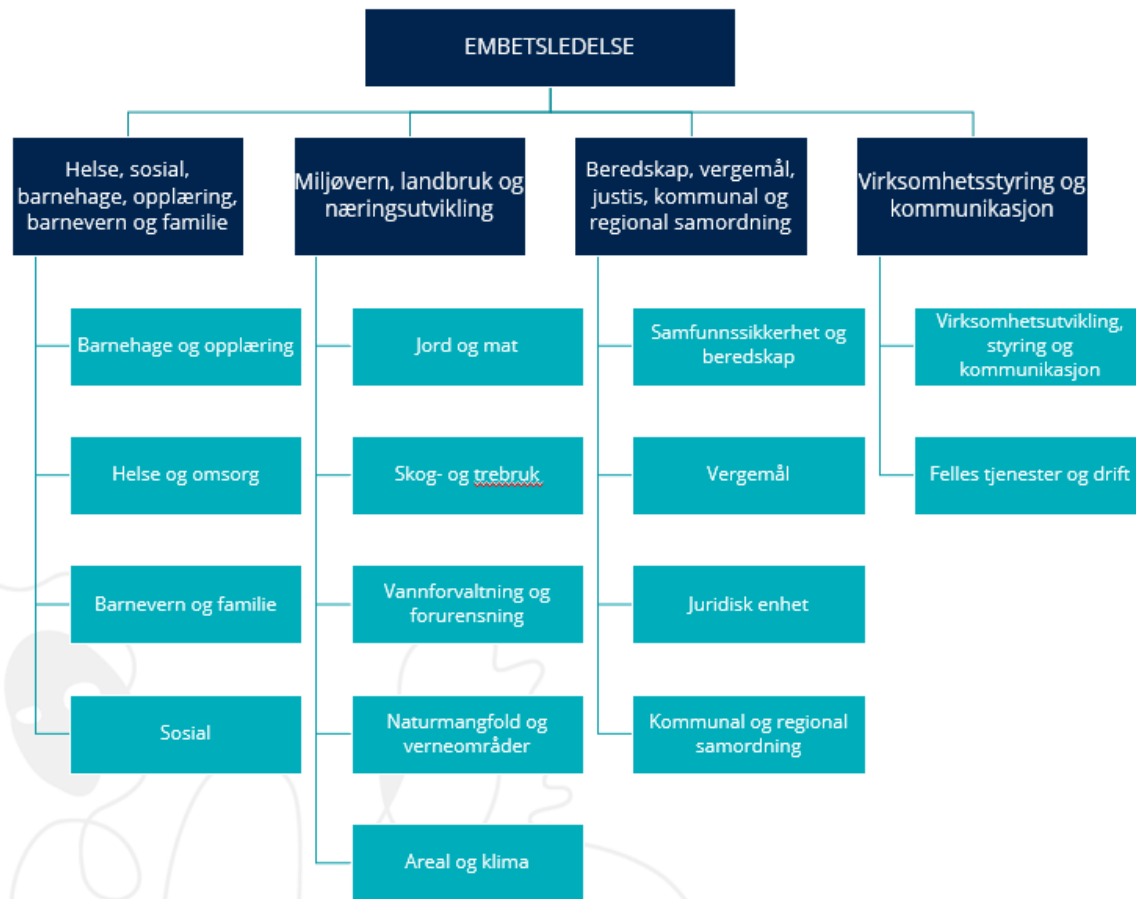 EMBETSLEDELSE
Helse, sosial,
barnehage, opplæring,
barnevern og familie
Miljøvern, landbruk og
næringsutvikling
Beredskap, vergemål,
justis, kommunal og
regional samordning
Virksomhetsstyring og
kommunikasjon
Barnehage og opplæring
Helse og omsorg
Barnevern og familie
Sosial
Jord og mat
Skog- og trebruk
Vannforvaltning og
forurensning
Naturmangfold og
verneområder
Areal og klima
Samfunnssikkerhet og
beredskap
Vergemål
Juridisk enhet
Kommunal og regional
samordning
Virksomhetsutvikling,
styring og
kommunikasjon
Felles tjenester og drift